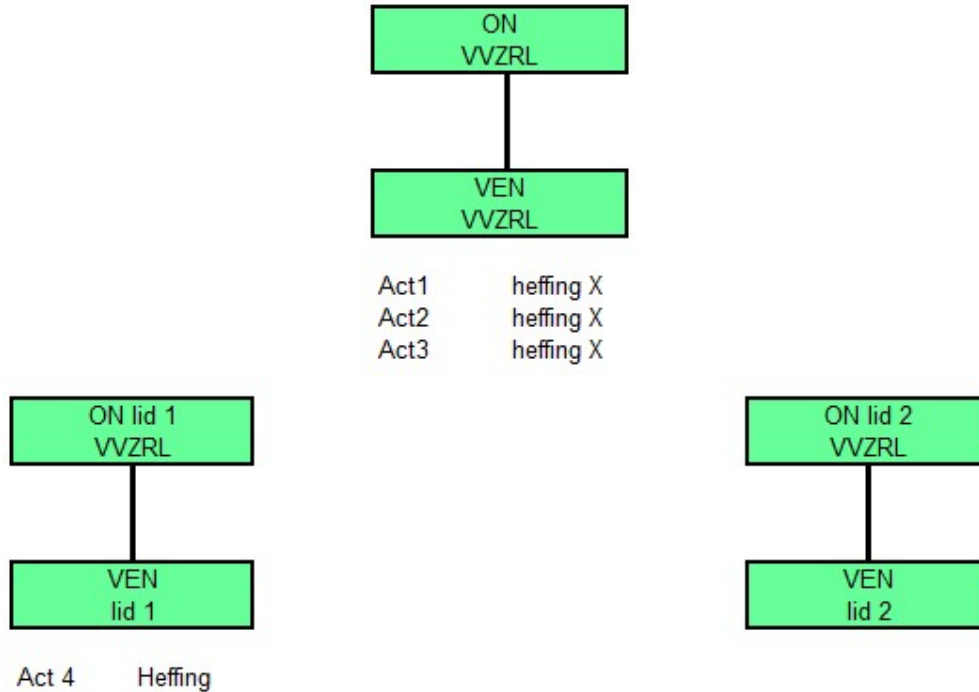 ON
VVZRL
VEN
VVZRL
Act1 heffing X
Act2 heffing X
Act3 heffing X
ON lid 1
VVZRL
ON lid 2
VVZRL
VEN
lid 1
VEN
lid 2
Act 4 Heffing